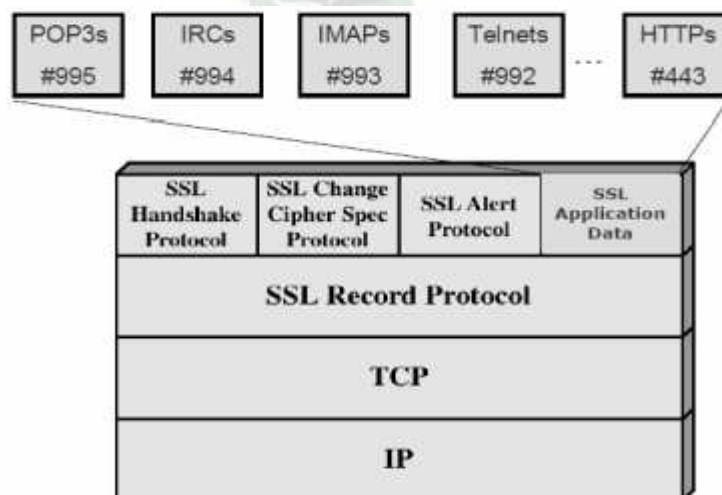 POP3s IRCs IMAPs Telnets ... HTTPs
#995 #994 #993 #992 #443
SSL
Handshake
Protocol
SSL Change
Cipher Spec
Protocol
SSL Alert
Protocol
SSL
Application
Data
SSL Record Protocol
TCP
IP